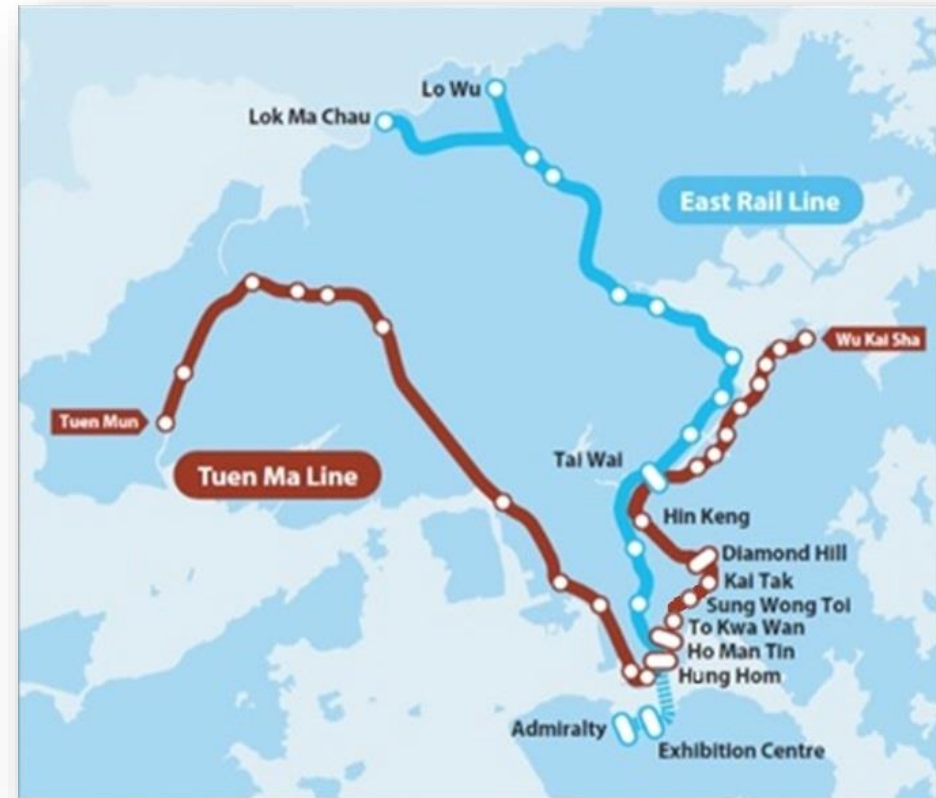 Lo Wu
Lok Ma Chau
East Rail Line
Wu Kai Sha
Tuen Mun
Tuen Ma Line
Tai Wai
Hin Keng
Diamond Hill
Kai Tak
Sung Wong Toi
To Kwa Wan
Ho Man Tin
Hung Hom
Admiralty
Exhibition Centre